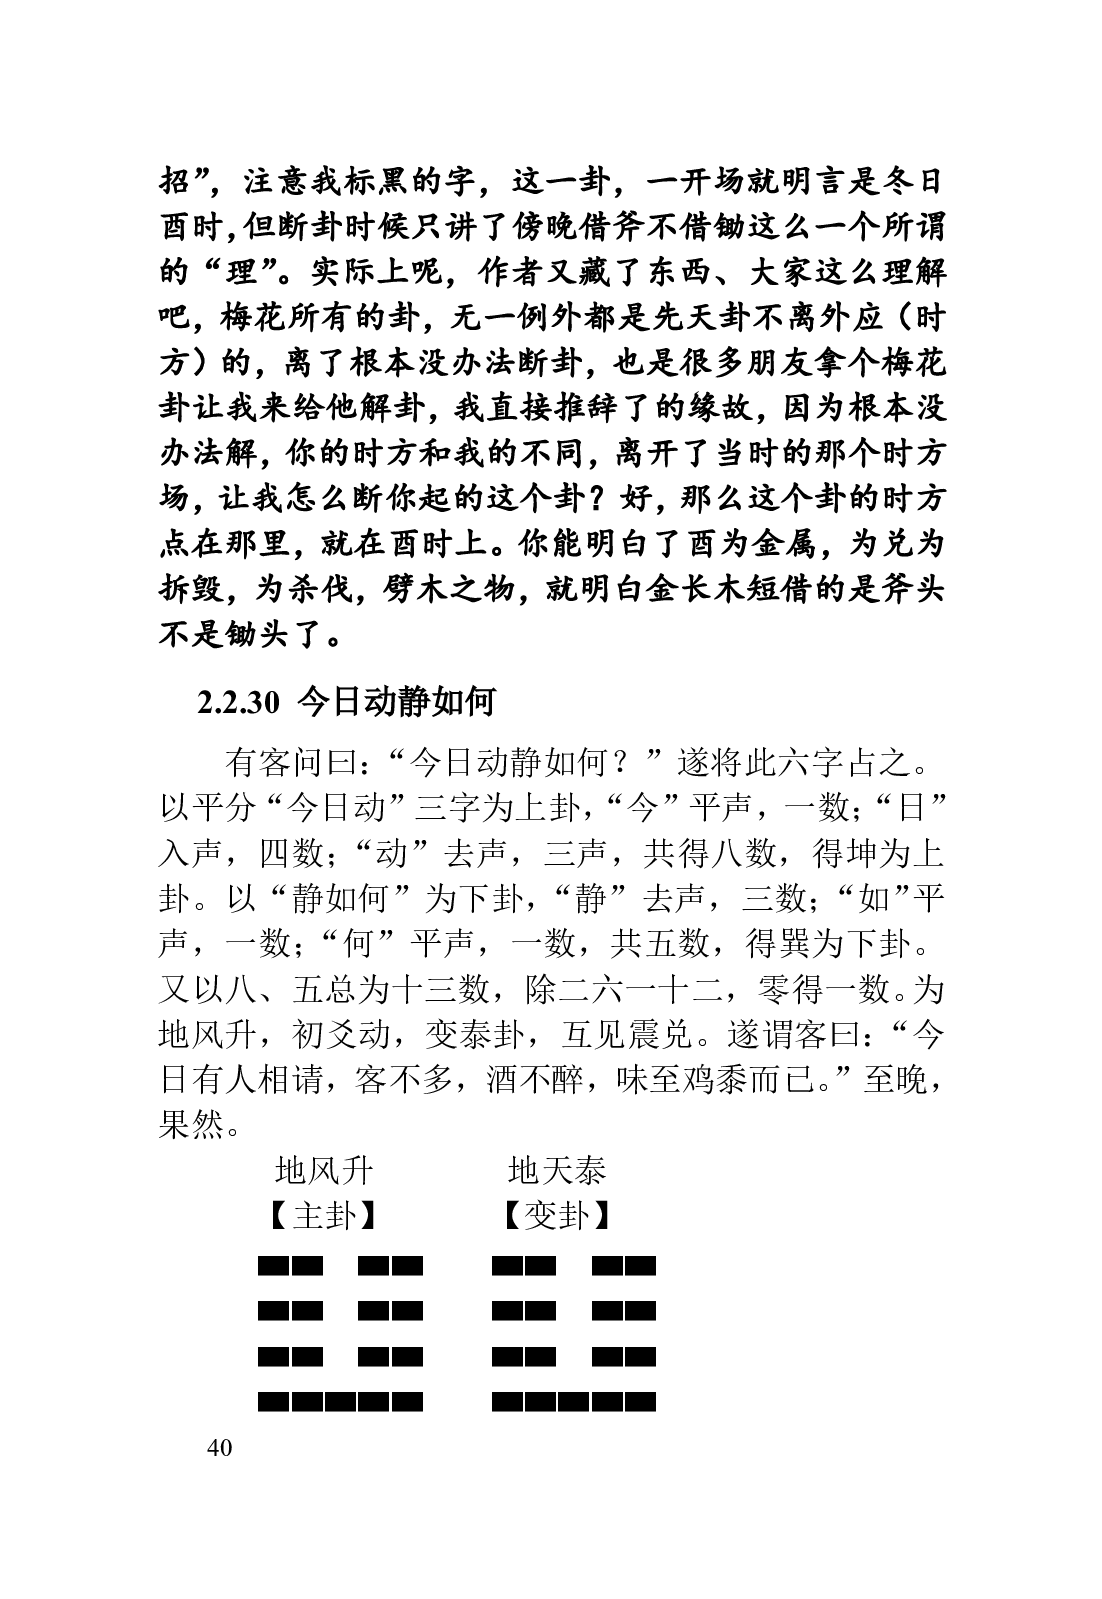 招”，注意我标黑的字，这一卦，一开场就明言是冬日
酉时，但断卦时候只讲了傍晚借斧不借锄这么一个所谓
的“理”。实际上呢，作者又藏了东西、大家这么理解
吧，梅花所有的卦，无一例外都是先天卦不离外应（时
方）的，离了根本没办法断卦，也是很多朋友拿个梅花
卦让我来给他解卦，我直接推辞了的缘故，因为根本没
办法解，你的时方和我的不同，离开了当时的那个时方
场，让我怎么断你起的这个卦？好，那么这个卦的时方
点在那里，就在酉时上。你能明白了酉为金属，为兑为
拆毁，为杀伐，劈木之物，就明白金长木短借的是斧头
不是锄头了。
2.2.30 今日动静如何
有客问曰：“今日动静如何？”遂将此六字占之。
以平分“今日动”三字为上卦，“今”平声，一数；“日”
入声，四数；“动”去声，三声，共得八数，得坤为上
卦。以“静如何”为下卦，“静”去声，三数；“如”平
声，一数；“何”平声，一数，共五数，得巽为下卦。
又以八、五总为十三数，除二六一十二，零得一数。为
地风升，初爻动，变泰卦，互见震兑。遂谓客曰：“今
日有人相请，客不多，酒不醉，味至鸡黍而已。”至晚，
果然。
地风升 地天泰
【主卦】 【变卦】
40